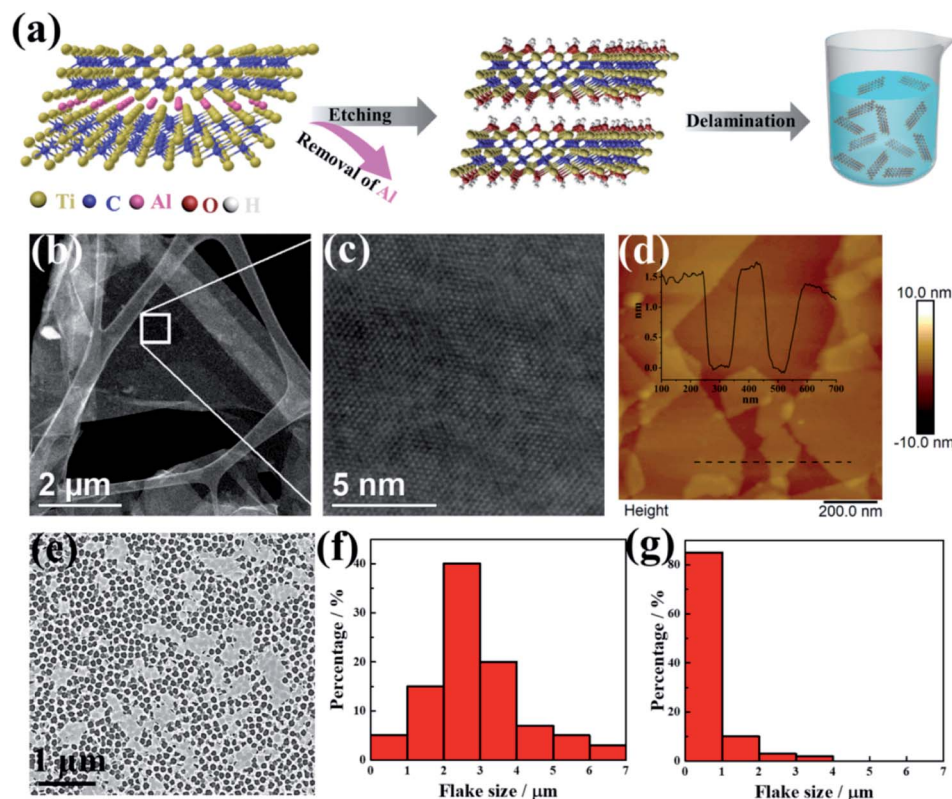 (a)
Etching
Removal of Al
Delamination
Ti C Al O H
(b)
2 μm
(c)
5 nm
(d)
1.5
1.0
0.5
0.0
nm
100 200 300 400 500 600 700
nm
10.0 nm
-10.0 nm
Height
200.0 nm
(e)
1 μm
(f)
Percentage / %
40
30
20
10
0
0 1 2 3 4 5 6 7
Flake size / μm
(g)
Percentage / %
80
60
40
20
0
0 1 2 3 4 5 6 7
Flake size / μm